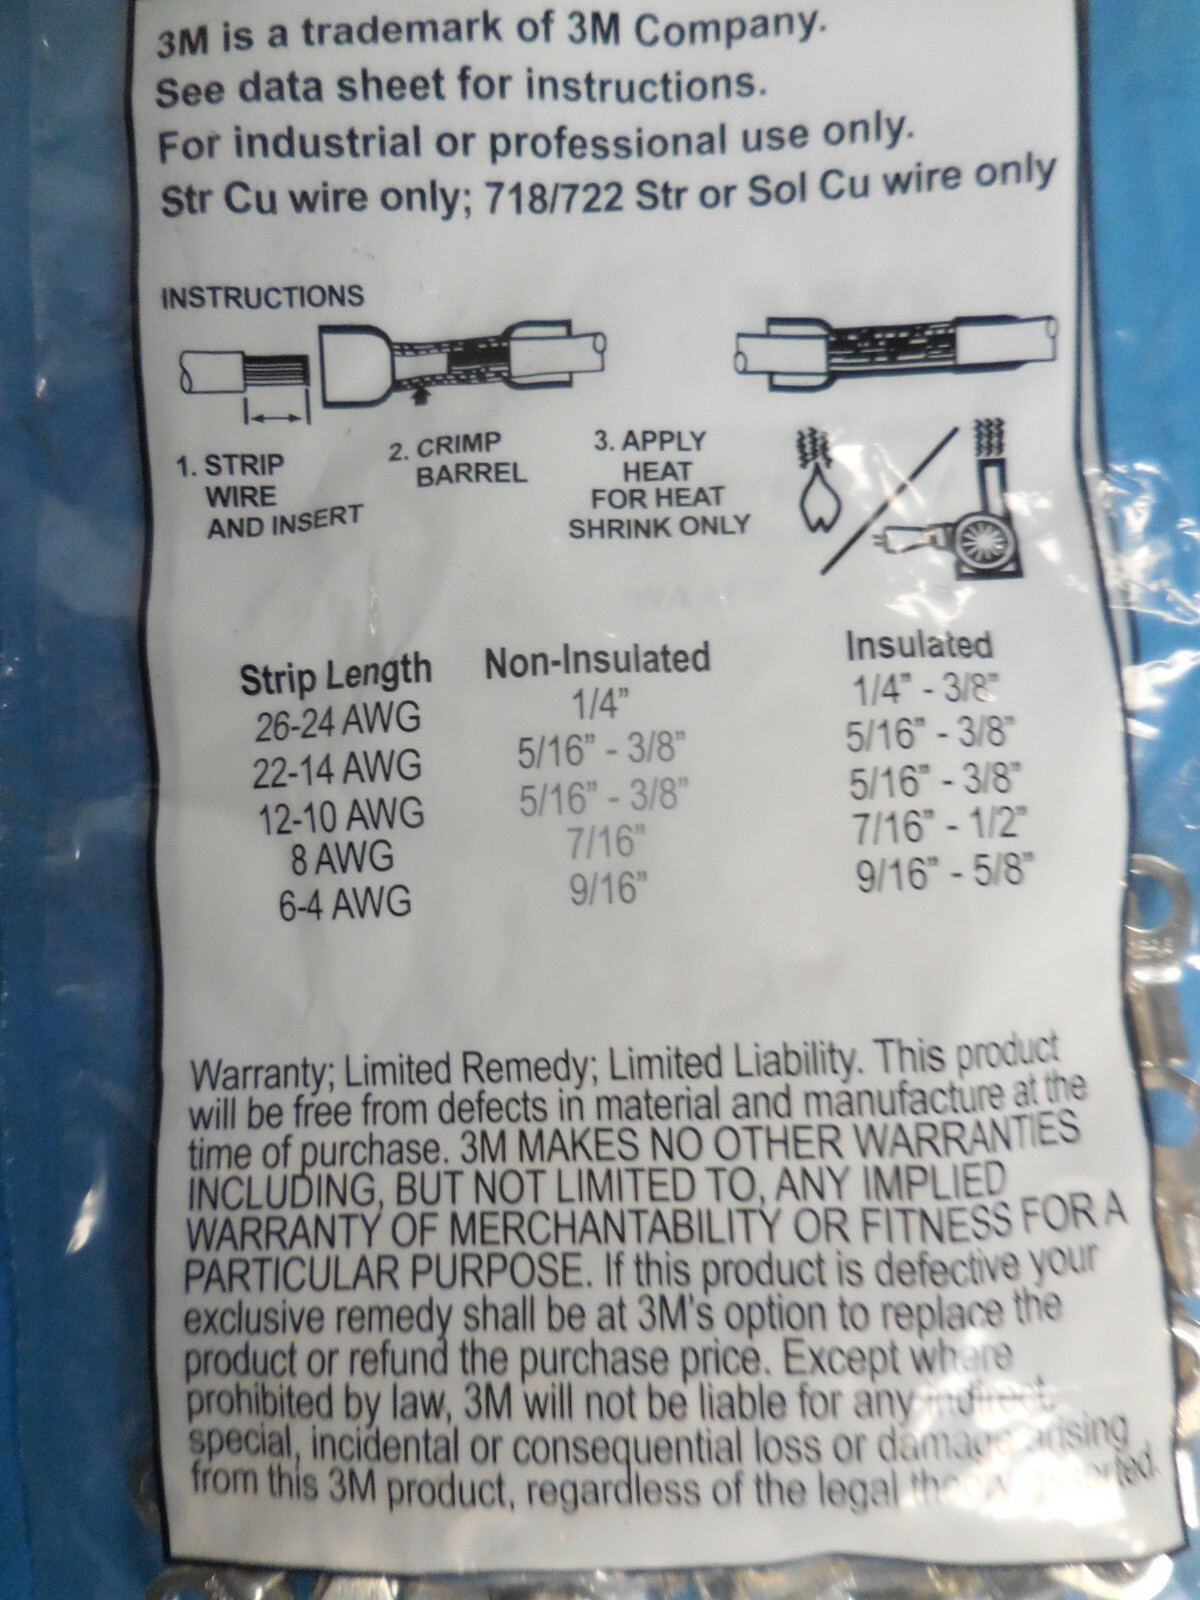 3M is a trademark of 3M Company.
See data sheet for instructions.
For industrial or professional use only.
Str Cu wire only; 718/722 Str or Sol Cu wire only
INSTRUCTIONS
1. STRIP
WIRE
AND INSERT
2. CRIMP
BARREL
3. APPLY
HEAT
FOR HEAT
SHRINK ONLY
Strip Length Non-Insulated Insulated
26-24 AWG 1/4" 1/4" - 3/8"
22-14 AWG 5/16" - 3/8" 5/16" - 3/8"
12-10 AWG 5/16" - 3/8" 5/16" - 3/8"
8 AWG 7/16" 7/16" - 1/2"
6-4 AWG 9/16" 9/16" - 5/8"
Warranty; Limited Remedy; Limited Liability. This product
will be free from defects in material and manufacture at the
time of purchase. 3M MAKES NO OTHER WARRANTIES
INCLUDING, BUT NOT LIMITED TO, ANY IMPLIED
WARRANTY OF MERCHANTABILITY OR FITNESS FOR A
PARTICULAR PURPOSE. If this product is defective your
exclusive remedy shall be at 3M's option to replace the
product or refund the purchase price. Except where
prohibited by law, 3M will not be liable for any indirect,
special, incidental or consequential loss or damage arising
from this 3M product, regardless of the legal theory asserted.